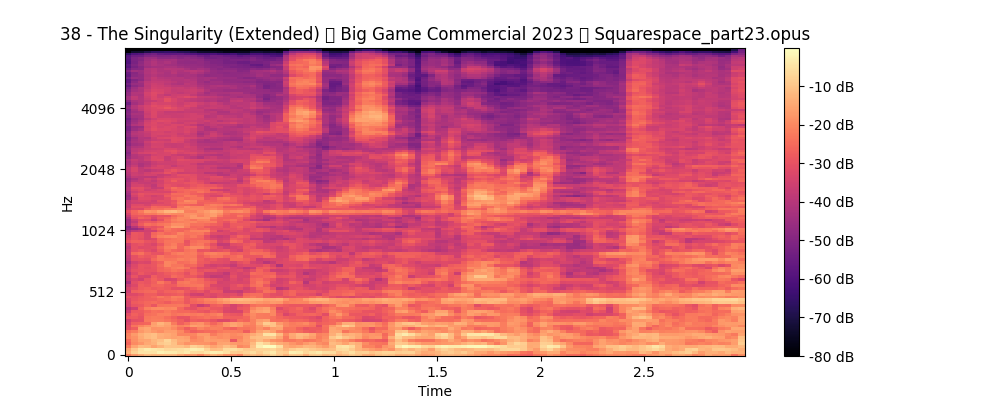 38 - The Singularity (Extended) ▯ Big Game Commercial 2023 ▯ Squarespace_part23.opus
4096
2048
1024
512
0
Hz
0
0.5
1
1.5
2
2.5
Time
-10 dB
-20 dB
-30 dB
-40 dB
-50 dB
-60 dB
-70 dB
-80 dB